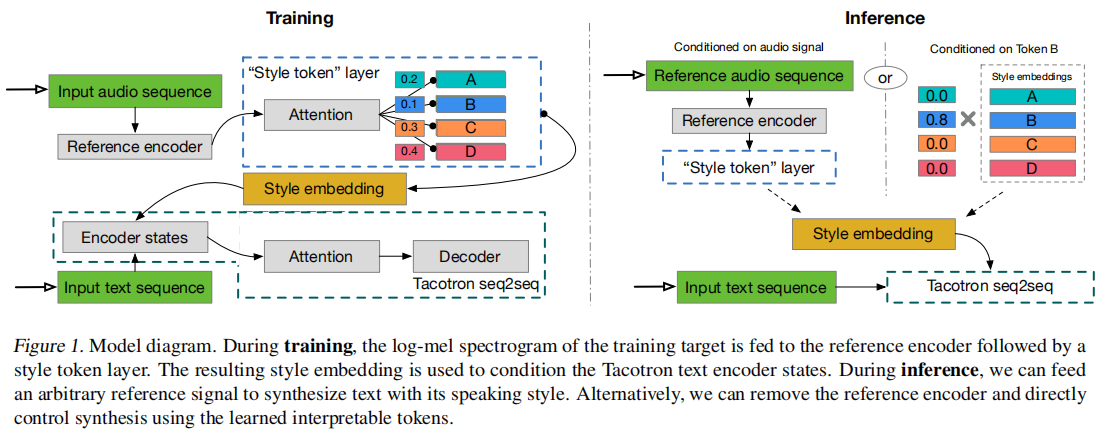 Training
Input audio sequence
Reference encoder
“Style token” layer
Attention
0.2 A
0.1 B
0.3 C
0.4 D
Style embedding
Encoder states
Attention
Decoder
Tacotron seq2seq
Input text sequence
Inference
Conditioned on audio signal
Reference audio sequence
Reference encoder
“Style token” layer
or
Conditioned on Token B
Style embeddings
0.0 A
0.8 B
0.0 C
0.0 D
Style embedding
Input text sequence
Tacotron seq2seq
Figure 1. Model diagram. During training, the log-mel spectrogram of the training target is fed to the reference encoder followed by a
style token layer. The resulting style embedding is used to condition the Tacotron text encoder states. During inference, we can feed
an arbitrary reference signal to synthesize text with its speaking style. Alternatively, we can remove the reference encoder and directly
control synthesis using the learned interpretable tokens.